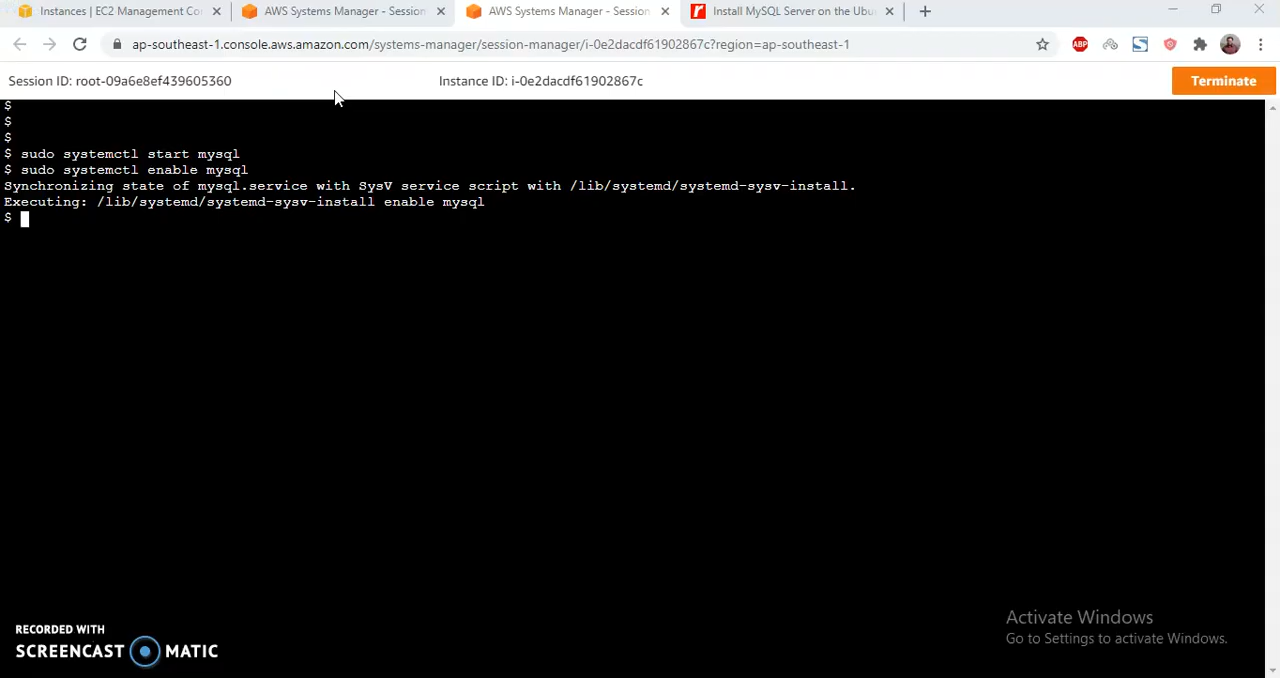 Instances | EC2 Management Co
AWS Systems Manager - Session
AWS Systems Manager - Session
Install MySQL Server on the Ubu
ap-southeast-1.console.aws.amazon.com/systems-manager/session-manager/i-0e2dacdf61902867c?region=ap-southeast-1
ABP
Session ID: root-09a6e8ef439605360
Instance ID: i-0e2dacdf61902867c
Terminate
$
$
$
$ sudo systemctl start mysql
$ sudo systemctl enable mysql
Synchronizing state of mysql.service with SysV service script with /lib/systemd/systemd-sysv-install.
Executing: /lib/systemd/systemd-sysv-install enable mysql
$
Activate Windows
Go to Settings to activate Windows.
RECORDED WITH
SCREENCAST MATIC